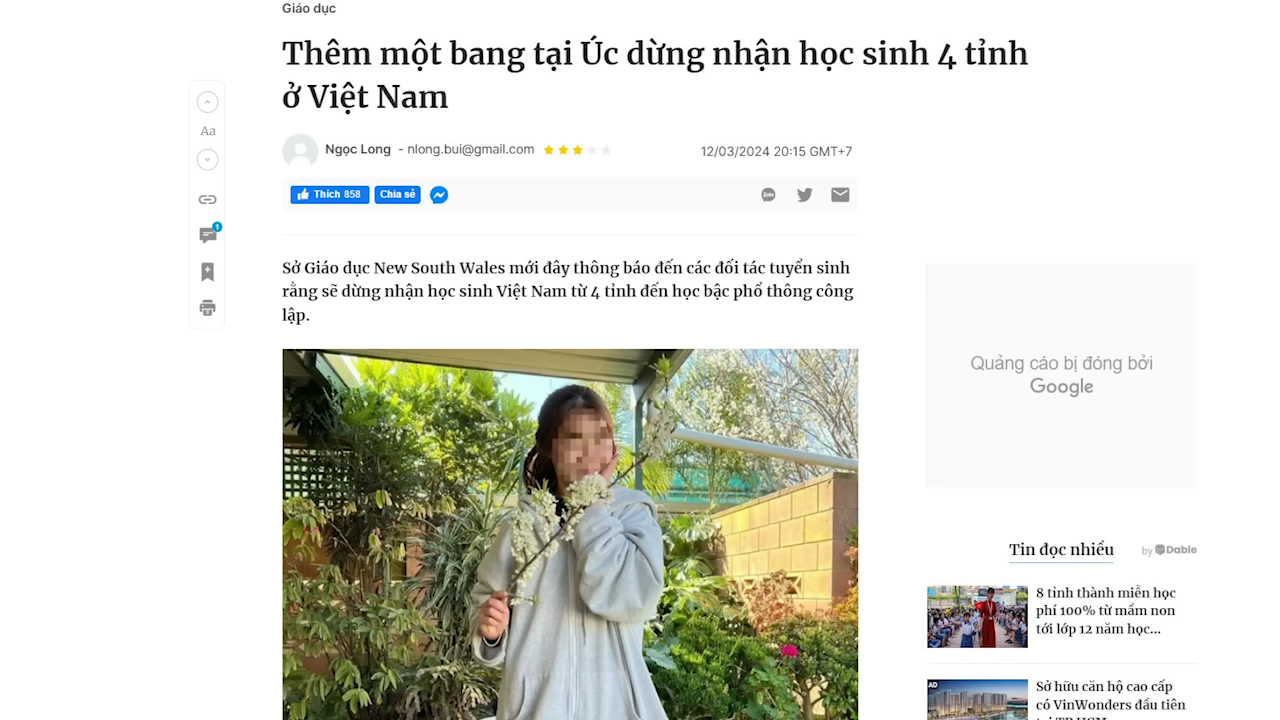 Giáo dục
Thêm một bang tại Úc dừng nhận học sinh 4 tỉnh
ở Việt Nam
Ngọc Long - nlong.bui@gmail.com
12/03/2024 20:15 GMT+7
Aa
Thích 858
Chia sẻ
Zalo
1
Sở Giáo dục New South Wales mới đây thông báo đến các đối tác tuyển sinh
rằng sẽ dừng nhận học sinh Việt Nam từ 4 tỉnh đến học bậc phổ thông công
lập.
Quảng cáo bị đóng bởi
Google
Tin đọc nhiều
by Dable
8 tỉnh thành miễn học
phí 100% từ mầm non
tới lớp 12 năm học...
AD
Sở hữu căn hộ cao cấp
có VinWonders đầu tiên
tại TP.HCM